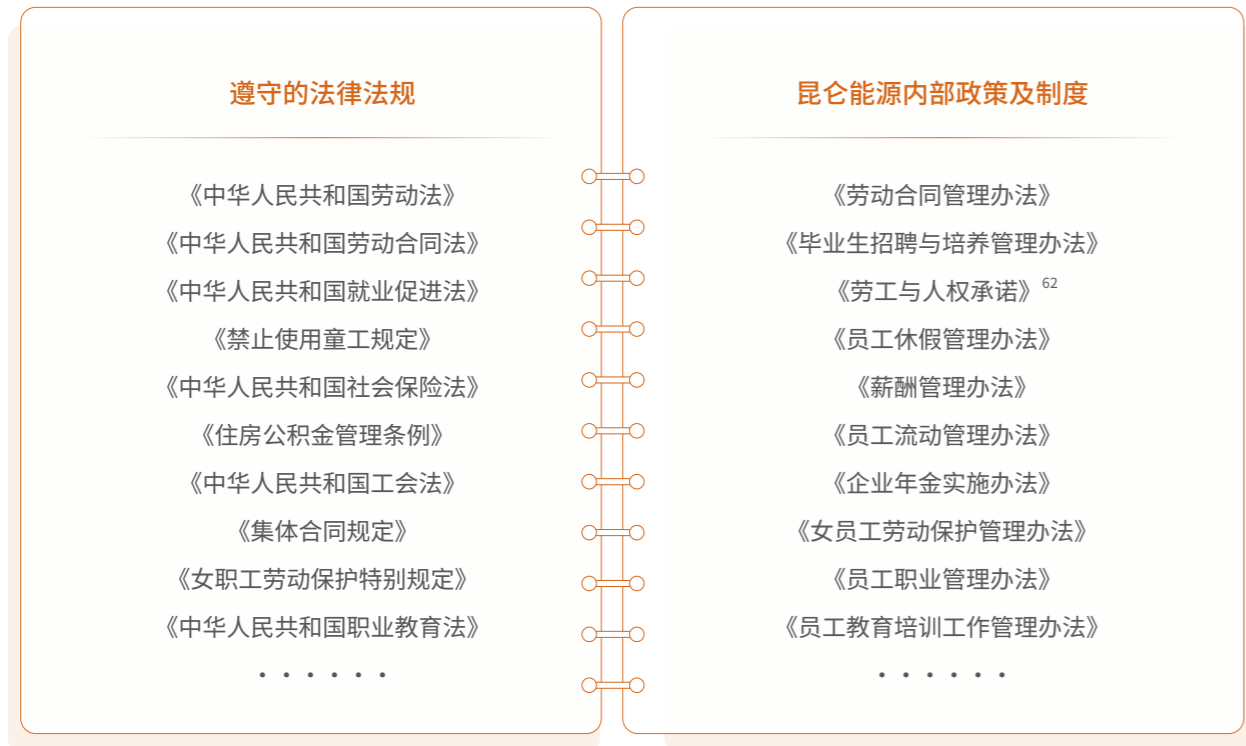 遵守的法律法规
《中华人民共和国劳动法》
《中华人民共和国劳动合同法》
《中华人民共和国就业促进法》
《禁止使用童工规定》
《中华人民共和国社会保险法》
《住房公积金管理条例》
《中华人民共和国工会法》
《集体合同规定》
《女职工劳动保护特别规定》
《中华人民共和国职业教育法》
······
昆仑能源内部政策及制度
《劳动合同管理办法》
《毕业生招聘与培养管理办法》
《劳工与人权承诺》62
《员工休假管理办法》
《薪酬管理办法》
《员工流动管理办法》
《企业年金实施办法》
《女员工劳动保护管理办法》
《员工职业管理办法》
《员工教育培训工作管理办法》
······